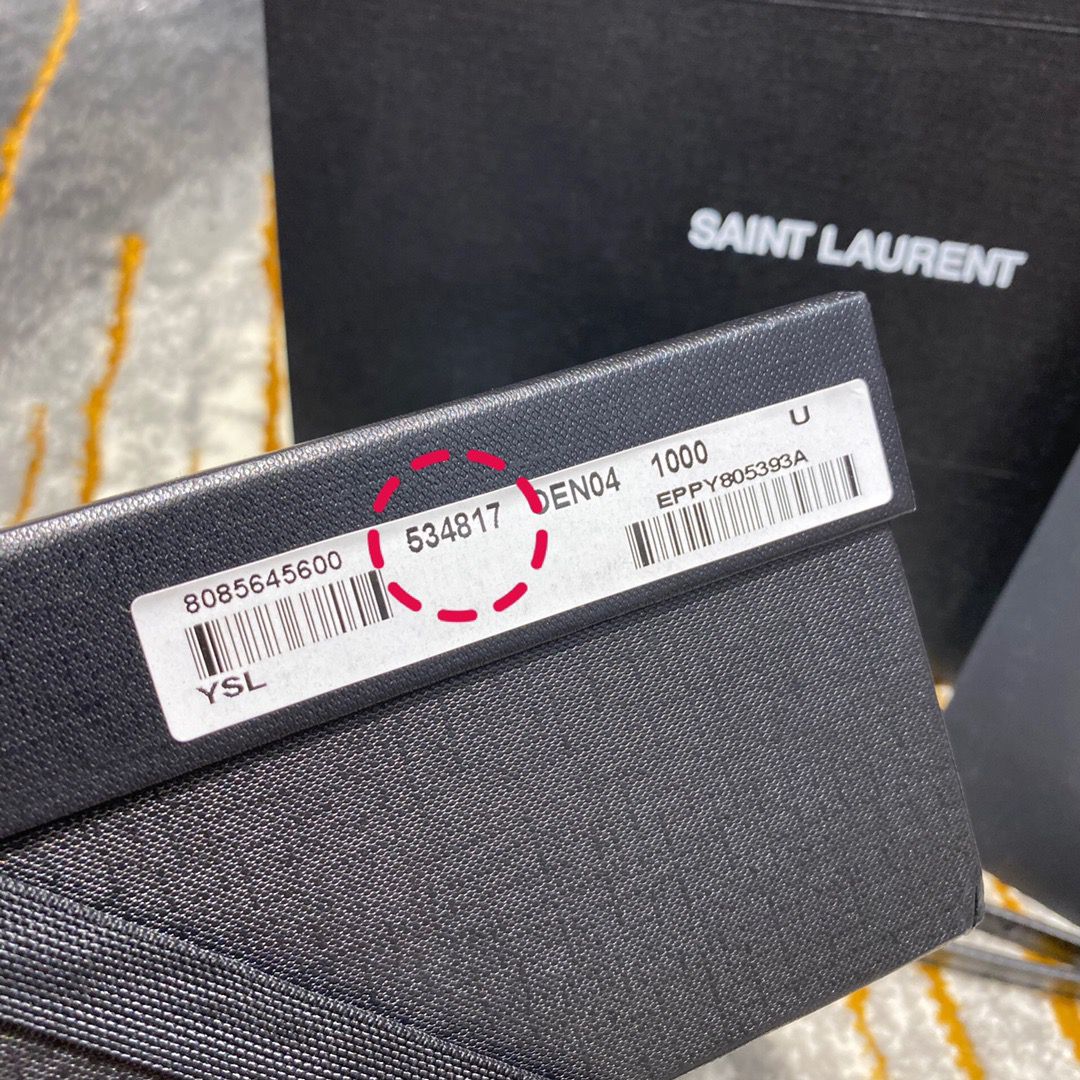 SAINT LAURENT
U
534817 DEN04 1000
8085645600 EPPY805393A
YSL